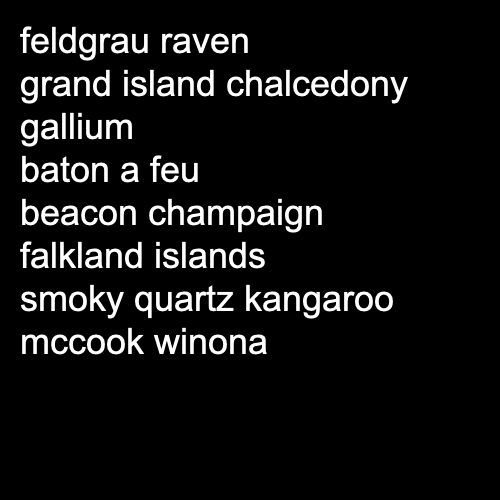 feldgrau raven
grand island chalcedony
gallium
baton a feu
beacon champaign
falkland islands
smoky quartz kangaroo
mccook winona